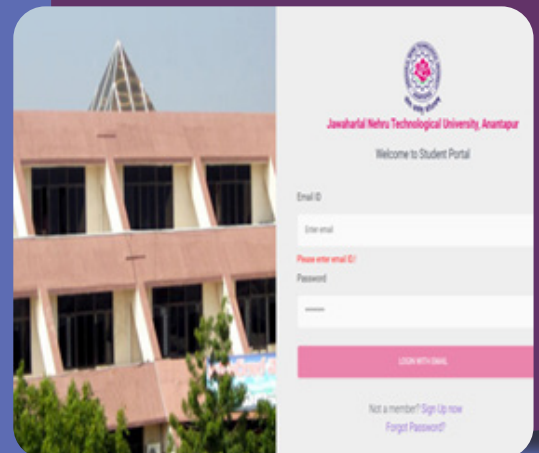 Jawaharlal Nehru Technological University, Anantapur
Welcome to Student Portal
Email ID
Enter email
Please enter email ID.!
Password
LOGIN WITH EMAIL
Not a member? Sign Up now
Forgot Password?